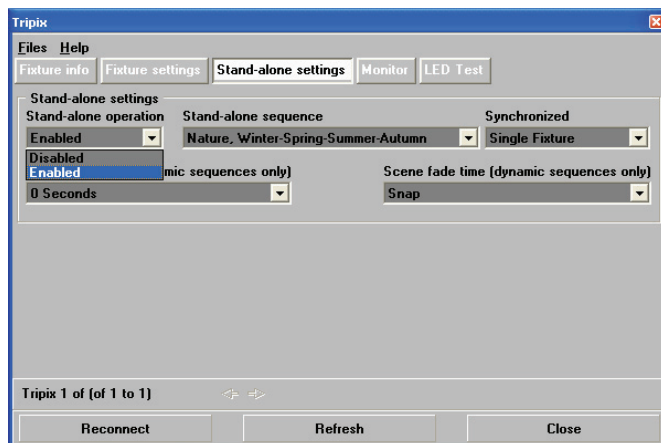 Tripix
Files Help
Fixture info Fixture settings Stand-alone settings Monitor LED Test
Stand-alone settings
Stand-alone operation Stand-alone sequence Synchronized
Enabled Nature, Winter-Spring-Summer-Autumn Single Fixture
Disabled
Enabled mic sequences only) Scene fade time (dynamic sequences only)
0 Seconds Snap
Tripix 1 of (of 1 to 1)
Reconnect Refresh Close